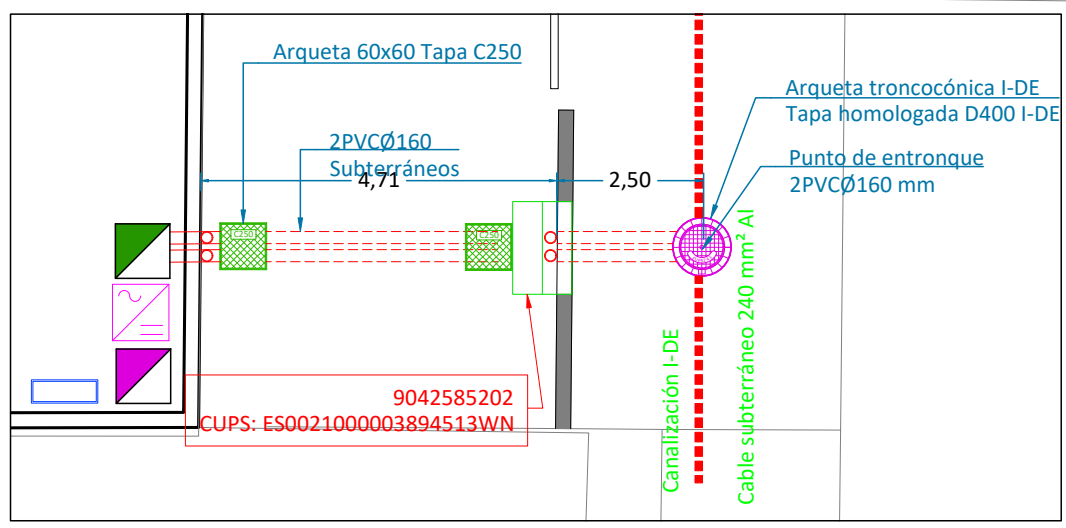 Arqueta 60x60 Tapa C250
Arqueta troncocónica I-DE
Tapa homologada D400 I-DE
2PVCØ160
Subterráneos
Punto de entronque
2PVCØ160 mm
4,71
2,50
C250
C250
9042585202
CUPS: ES0021000003894513WN
Canalización I-DE
Cable subterráneo 240 mm² Al